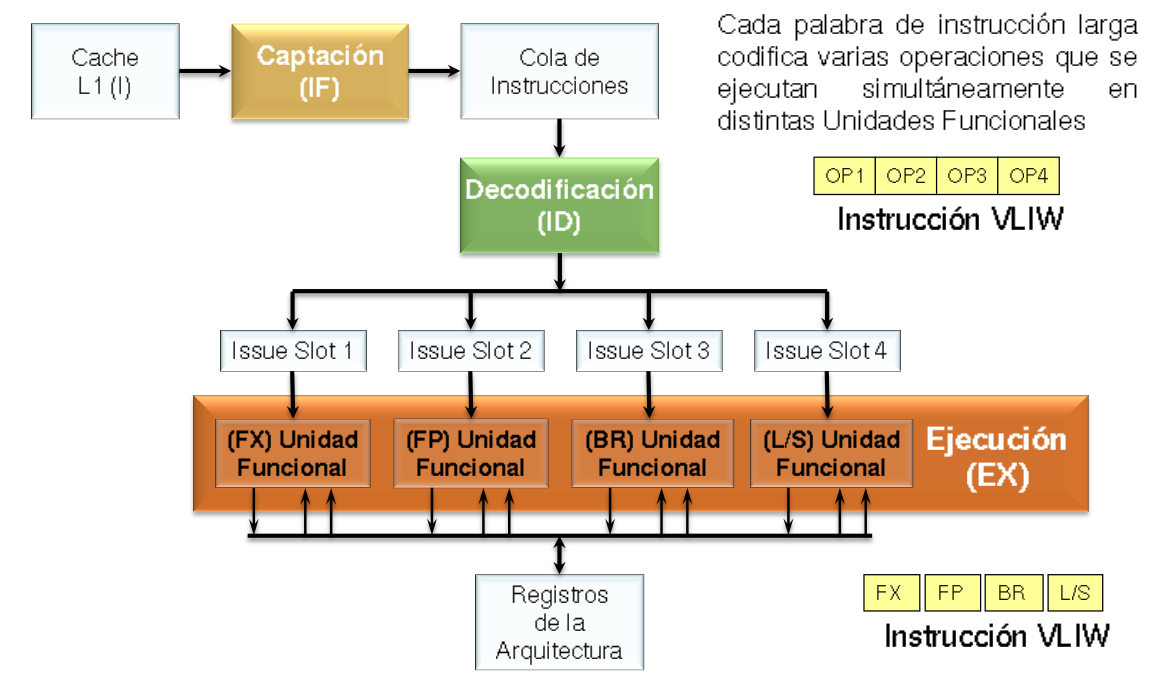 Cache
L1 (I)
Captación
(IF)
Cola de
Instrucciones
Cada palabra de instrucción larga
codifica varias operaciones que se
ejecutan simultáneamente en
distintas Unidades Funcionales
OP1 OP2 OP3 OP4
Instrucción VLIW
Decodificación
(ID)
Issue Slot 1
Issue Slot 2
Issue Slot 3
Issue Slot 4
(FX) Unidad
Funcional
(FP) Unidad
Funcional
(BR) Unidad
Funcional
(L/S) Unidad
Funcional
Ejecución
(EX)
Registros
de la
Arquitectura
FX FP BR L/S
Instrucción VLIW